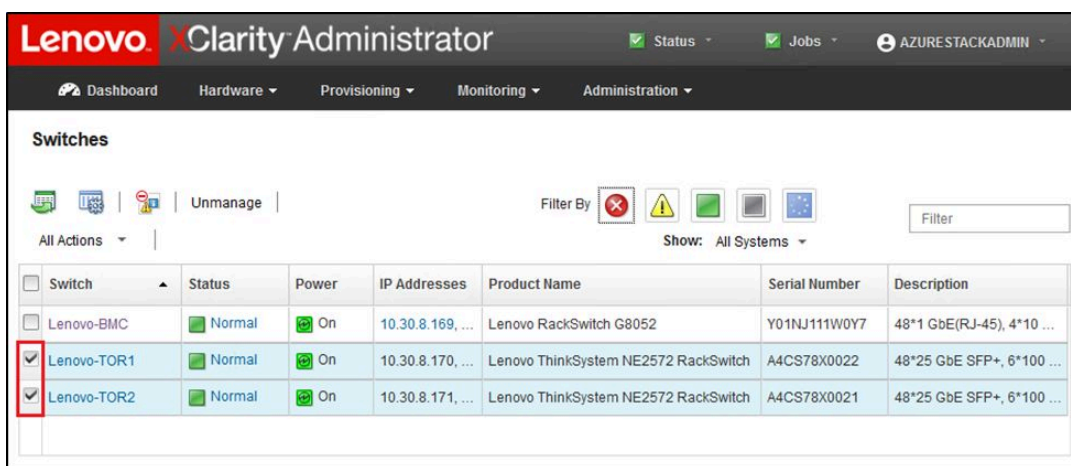 Lenovo. XClarity Administrator Status Jobs AZURESTACKADMIN
Dashboard Hardware Provisioning Monitoring Administration
Switches
Unmanage Filter By Filter
All Actions Show: All Systems
Switch Status Power IP Addresses Product Name Serial Number Description
Lenovo-BMC Normal On 10.30.8.169, ... Lenovo RackSwitch G8052 Y01NJ111W0Y7 48*1 GbE(RJ-45), 4*10 ...
Lenovo-TOR1 Normal On 10.30.8.170, ... Lenovo ThinkSystem NE2572 RackSwitch A4CS78X0022 48*25 GbE SFP+, 6*100 ...
Lenovo-TOR2 Normal On 10.30.8.171, ... Lenovo ThinkSystem NE2572 RackSwitch A4CS78X0021 48*25 GbE SFP+, 6*100 ...